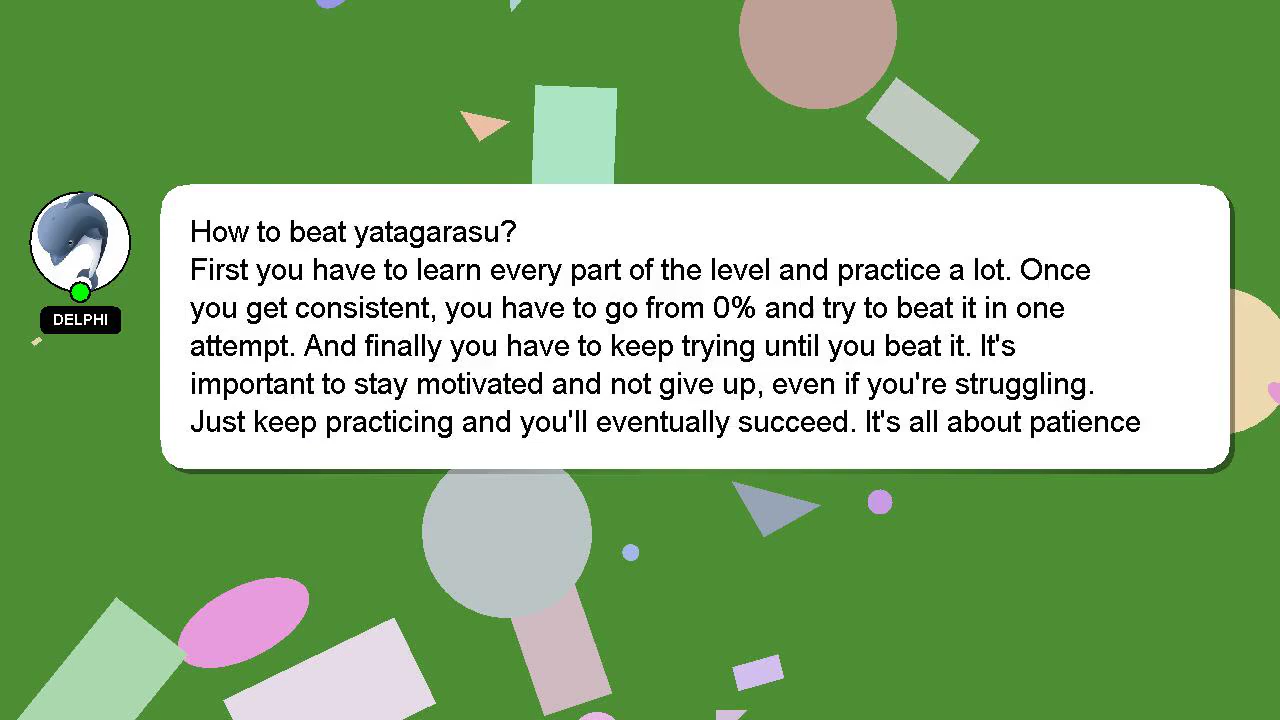 How to beat yatagarasu?
First you have to learn every part of the level and practice a lot. Once
you get consistent, you have to go from 0% and try to beat it in one
attempt. And finally you have to keep trying until you beat it. It's
important to stay motivated and not give up, even if you're struggling.
Just keep practicing and you'll eventually succeed. It's all about patience
DELPHI